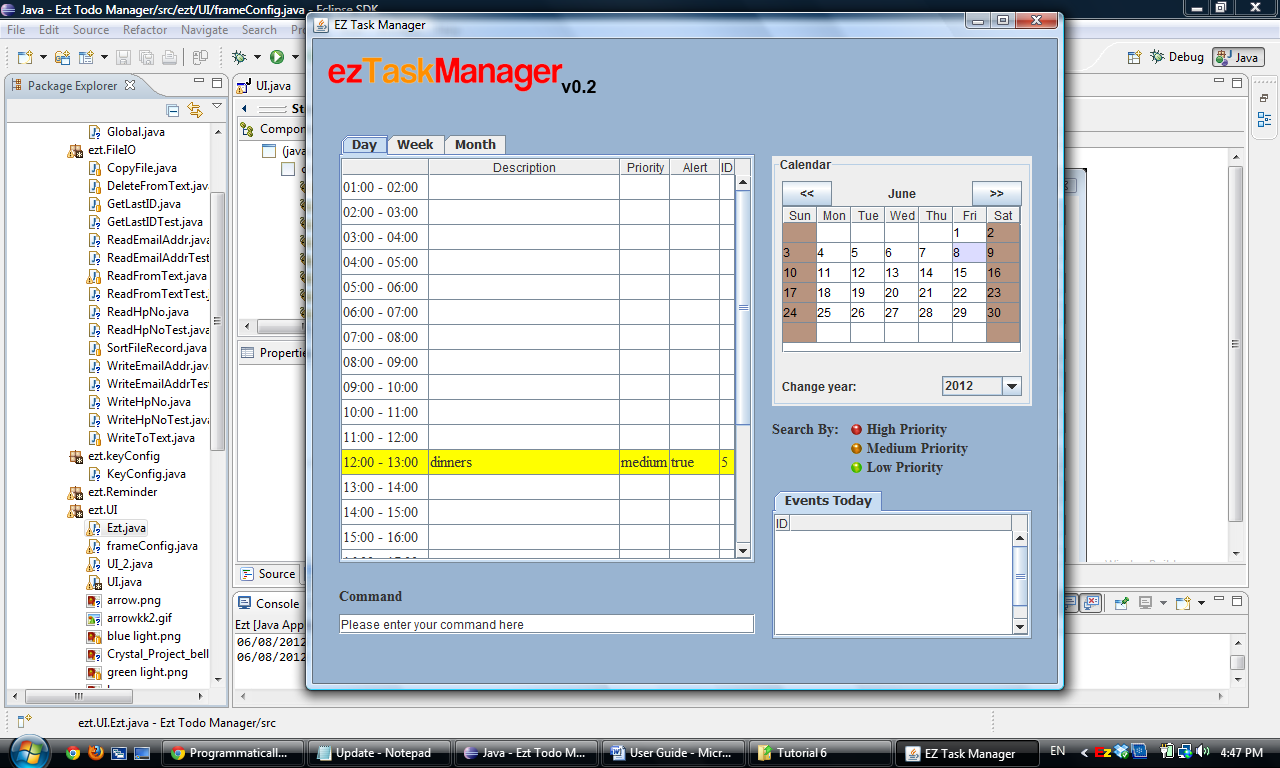 Java - Ezt Todo Manager/src/ezt/UI/frameConfig.java - Eclipse SDK
File Edit Source Refactor Navigate Search
Debug Java
Package Explorer
Global.java
ezt.FileIO
CopyFile.java
DeleteFromText.java
GetLastID.java
GetLastIDTest.java
ReadEmailAddr.java
ReadEmailAddrTest
ReadFromText.java
ReadFromTextTest.
ReadHpNo.java
ReadHpNoTest.java
SortFileRecord.java
WriteEmailAddr.java
WriteEmailAddrTest
WriteHpNo.java
WriteHpNoTest.java
WriteToText.java
ezt.keyConfig
KeyConfig.java
ezt.Reminder
ezt.UI
Ezt.java
frameConfig.java
UI_2.java
UI.java
arrow.png
arrowkk2.gif
blue light.png
Crystal_Project_bell
green light.png
UI.java
St
Compon
(java
Properti
Source
Console
Ezt [Java App
06/08/2012
06/08/2012
EZ Task Manager
ezTaskManager v0.2
Day Week Month
Description Priority Alert ID
01:00 - 02:00
02:00 - 03:00
03:00 - 04:00
04:00 - 05:00
05:00 - 06:00
06:00 - 07:00
07:00 - 08:00
08:00 - 09:00
09:00 - 10:00
10:00 - 11:00
11:00 - 12:00
12:00 - 13:00 dinners medium true 5
13:00 - 14:00
14:00 - 15:00
15:00 - 16:00
Command
Please enter your command here
Calendar
<< June >>
Sun Mon Tue Wed Thu Fri Sat
1 2
3 4 5 6 7 8 9
10 11 12 13 14 15 16
17 18 19 20 21 22 23
24 25 26 27 28 29 30
Change year: 2012
Search By: High Priority
Medium Priority
Low Priority
Events Today
ID
ezt.UI.Ezt.java - Ezt Todo Manager/src
Programmaticall... Update - Notepad Java - Ezt Todo M... User Guide - Micr... Tutorial 6 EZ Task Manager EN < Ez 4:47 PM